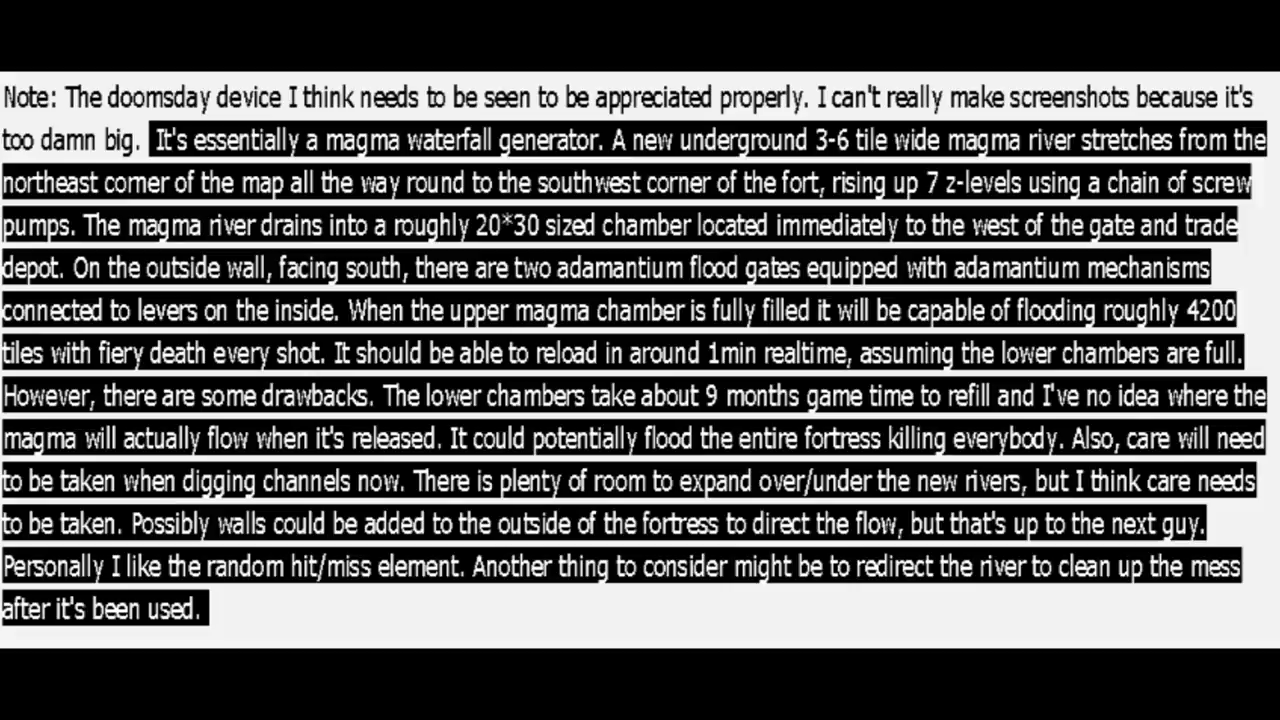 Note: The doomsday device I think needs to be seen to be appreciated properly. I can't really make screenshots because it's
too damn big. It's essentially a magma waterfall generator. A new underground 3-6 tile wide magma river stretches from the
northeast corner of the map all the way round to the southwest corner of the fort, rising up 7 z-levels using a chain of screw
pumps. The magma river drains into a roughly 20*30 sized chamber located immediately to the west of the gate and trade
depot. On the outside wall, facing south, there are two adamantium flood gates equipped with adamantium mechanisms
connected to levers on the inside. When the upper magma chamber is fully filled it will be capable of flooding roughly 4200
tiles with fiery death every shot. It should be able to reload in around 1min realtime, assuming the lower chambers are full.
However, there are some drawbacks. The lower chambers take about 9 months game time to refill and I've no idea where the
magma will actually flow when it's released. It could potentially flood the entire fortress killing everybody. Also, care will need
to be taken when digging channels now. There is plenty of room to expand over/under the new rivers, but I think care needs
to be taken. Possibly walls could be added to the outside of the fortress to direct the flow, but that's up to the next guy.
Personally I like the random hit/miss element. Another thing to consider might be to redirect the river to clean up the mess
after it's been used.